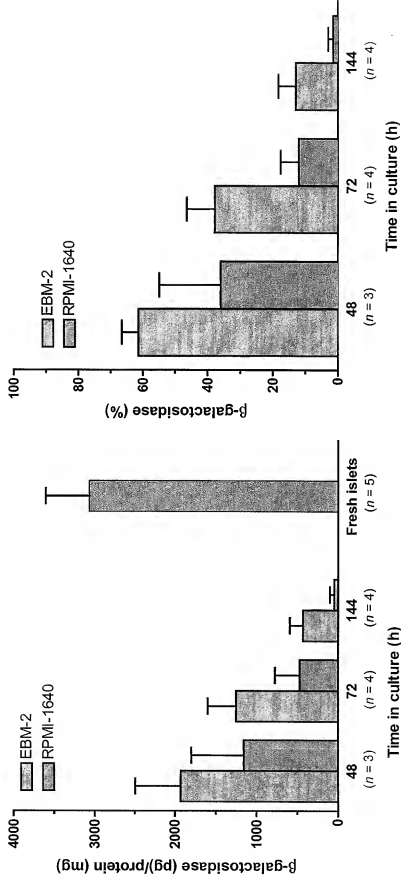 4000
3000
2000
1000
0
β-galactosidase (pg)/protein (mg)
EBM-2
RPMI-1640
48
(n = 3)
72
(n = 4)
144
(n = 4)
Fresh islets
(n = 5)
Time in culture (h)
100
80
60
40
20
0
β-galactosidase (%)
EBM-2
RPMI-1640
48
(n = 3)
72
(n = 4)
144
(n = 4)
Time in culture (h)